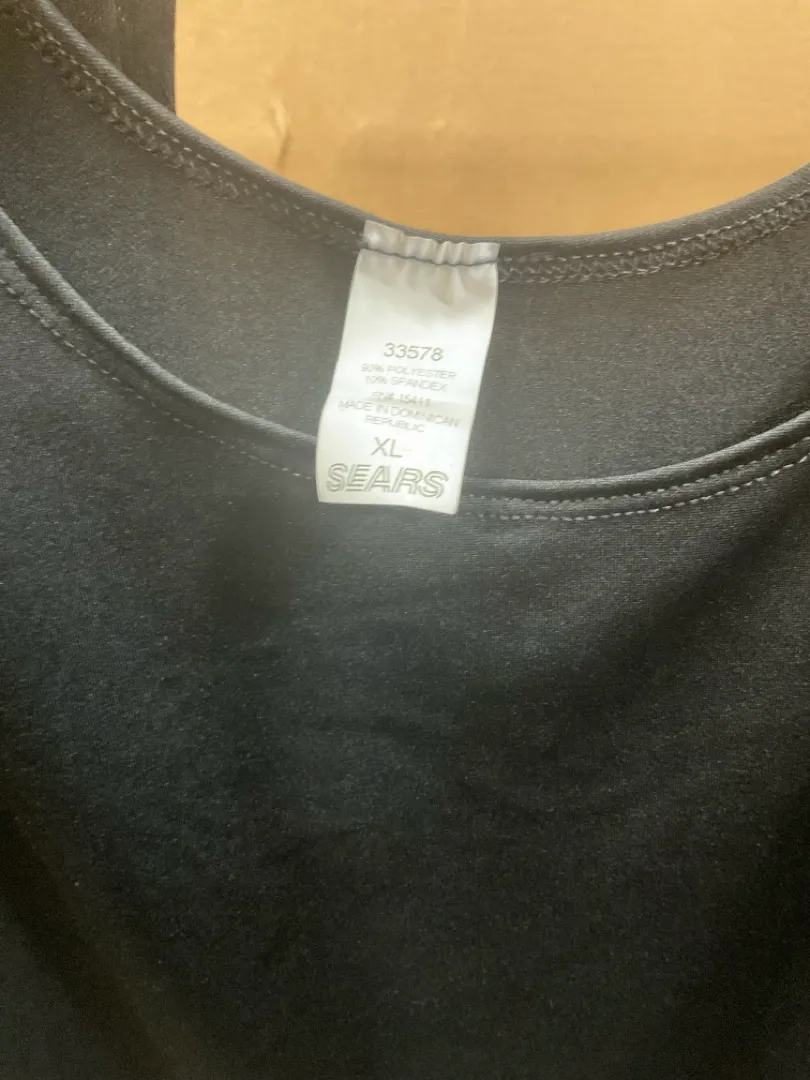 33578
90% POLYESTER
10% SPANDEX
MADE IN DOMINICAN
REPUBLIC
XL
SEARS